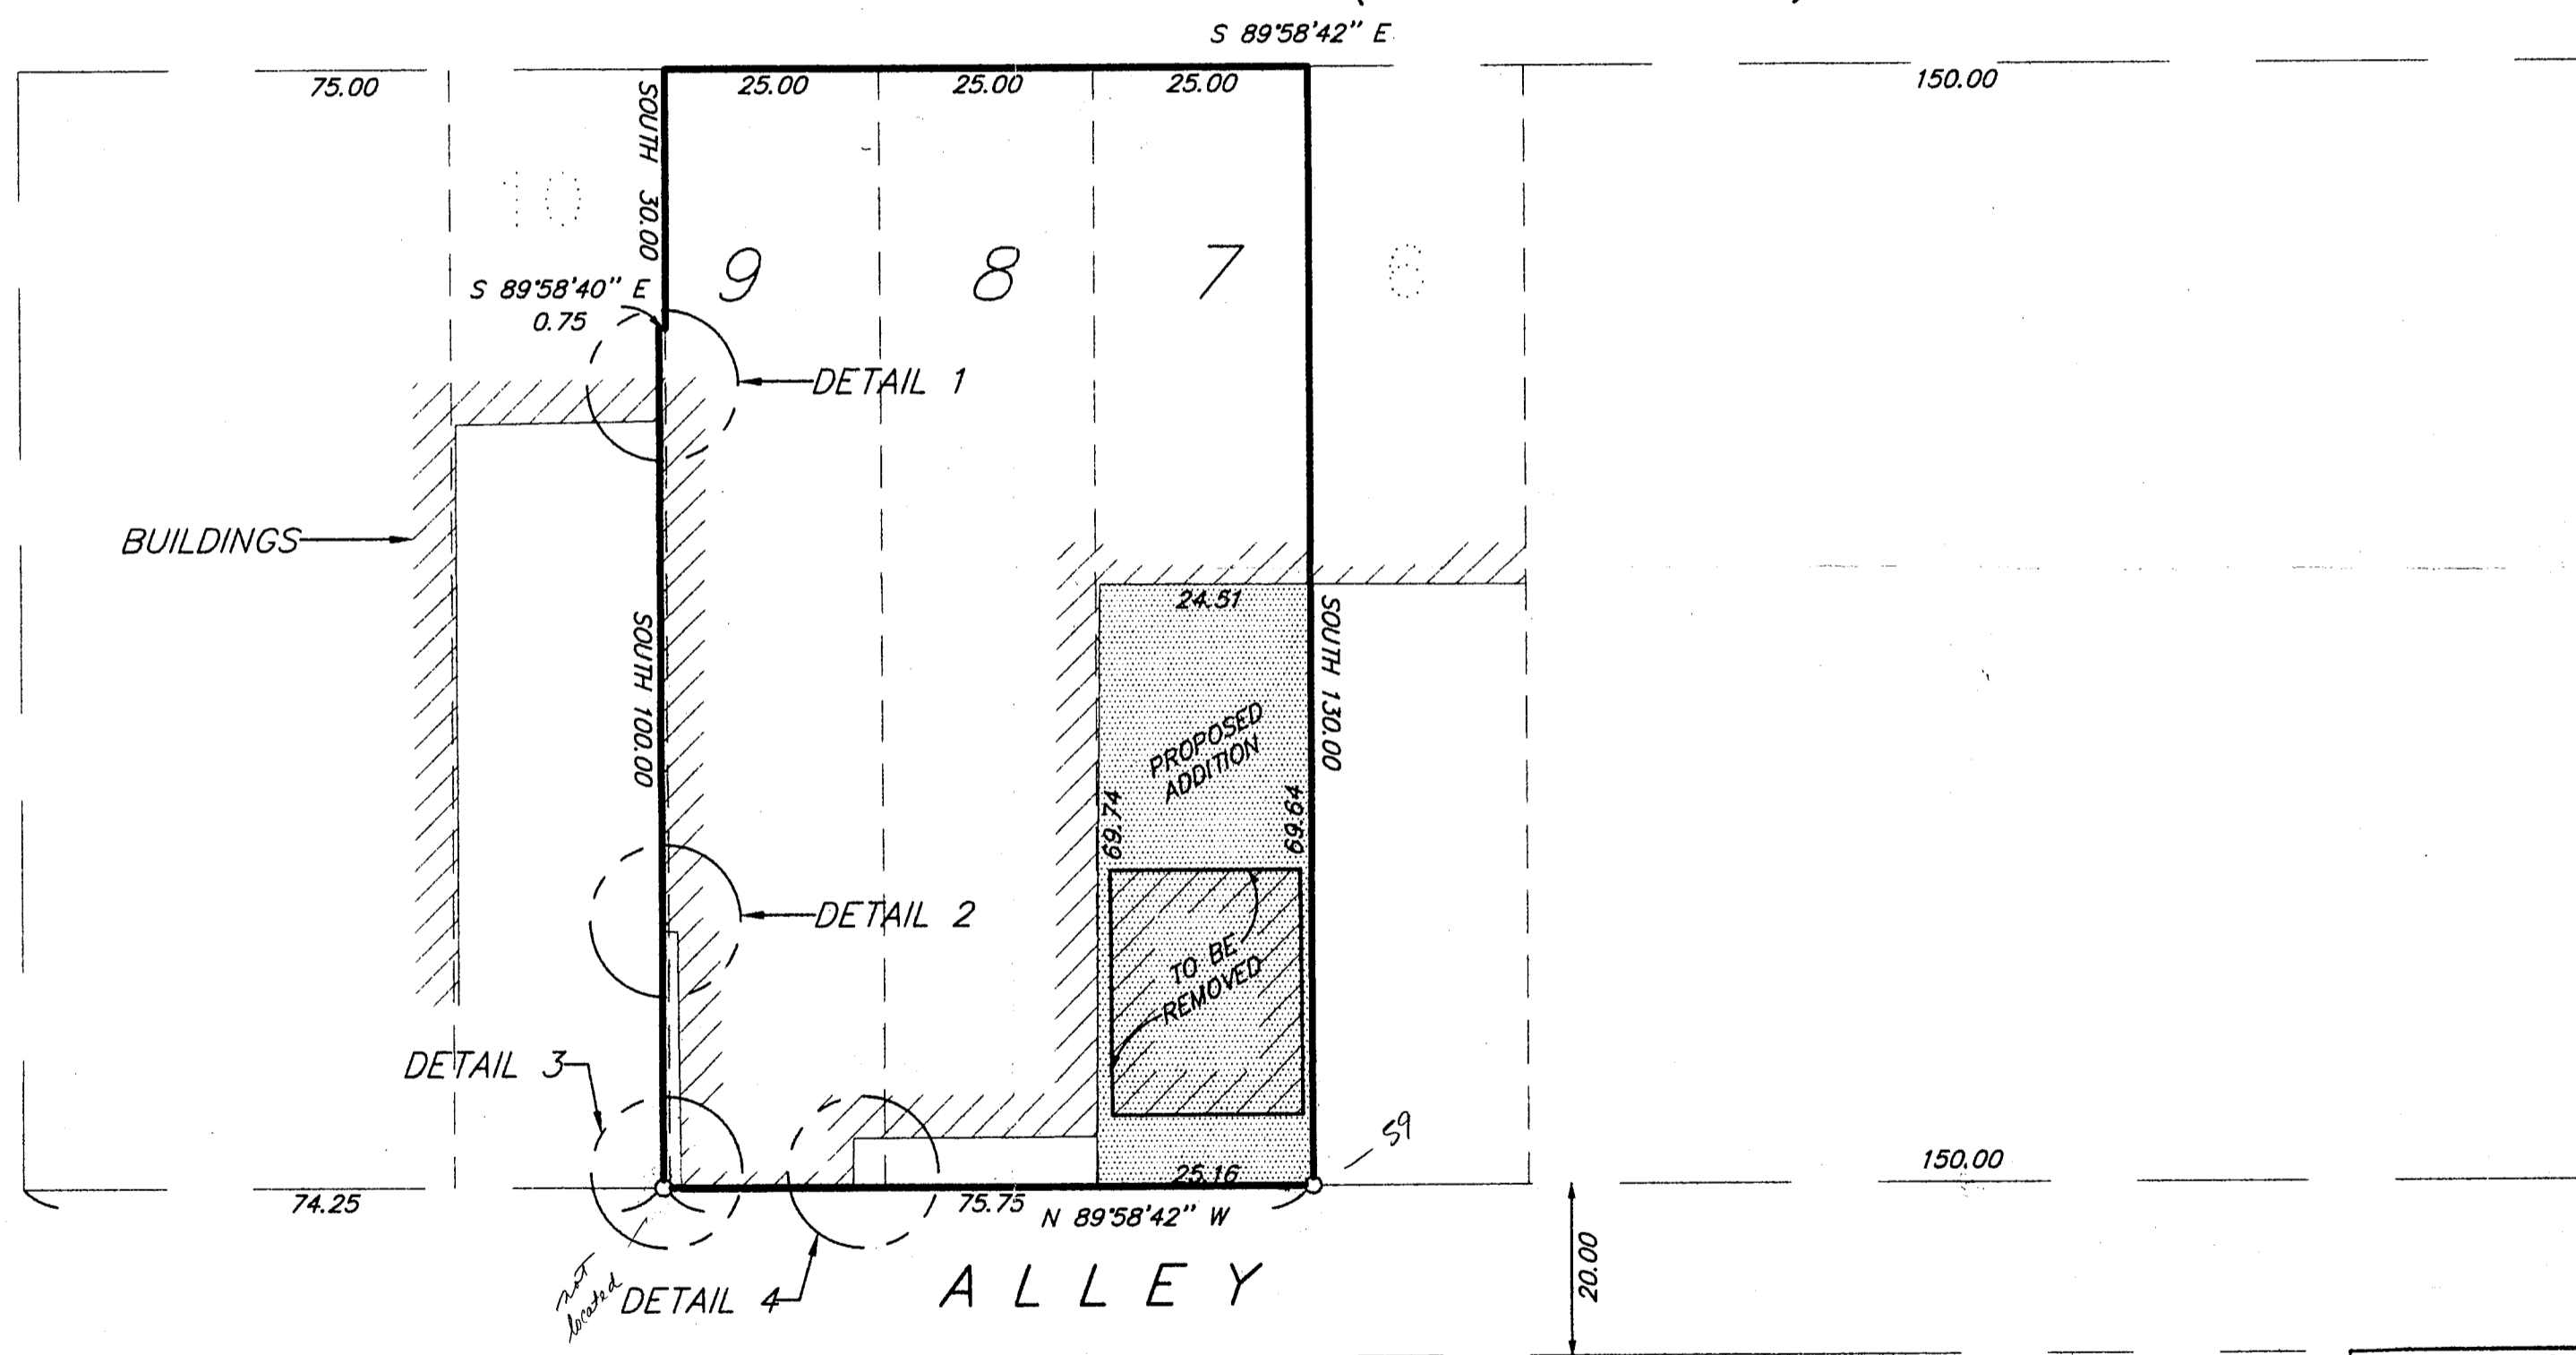 S 89°58'42" E
75.00
25.00
25.00
25.00
150.00
SOUTH 30.00
10
9
8
7
6
S 89°58'40" E
0.75
DETAIL 1
BUILDINGS
24.51
SOUTH 100.00
SOUTH 130.00
PROPOSED
ADDITION
69.74
69.64
DETAIL 2
TO BE
REMOVED
DETAIL 3
59
25.16
150.00
74.25
75.75
N 89°58'42" W
20.00
not
located
DETAIL 4
ALLEY